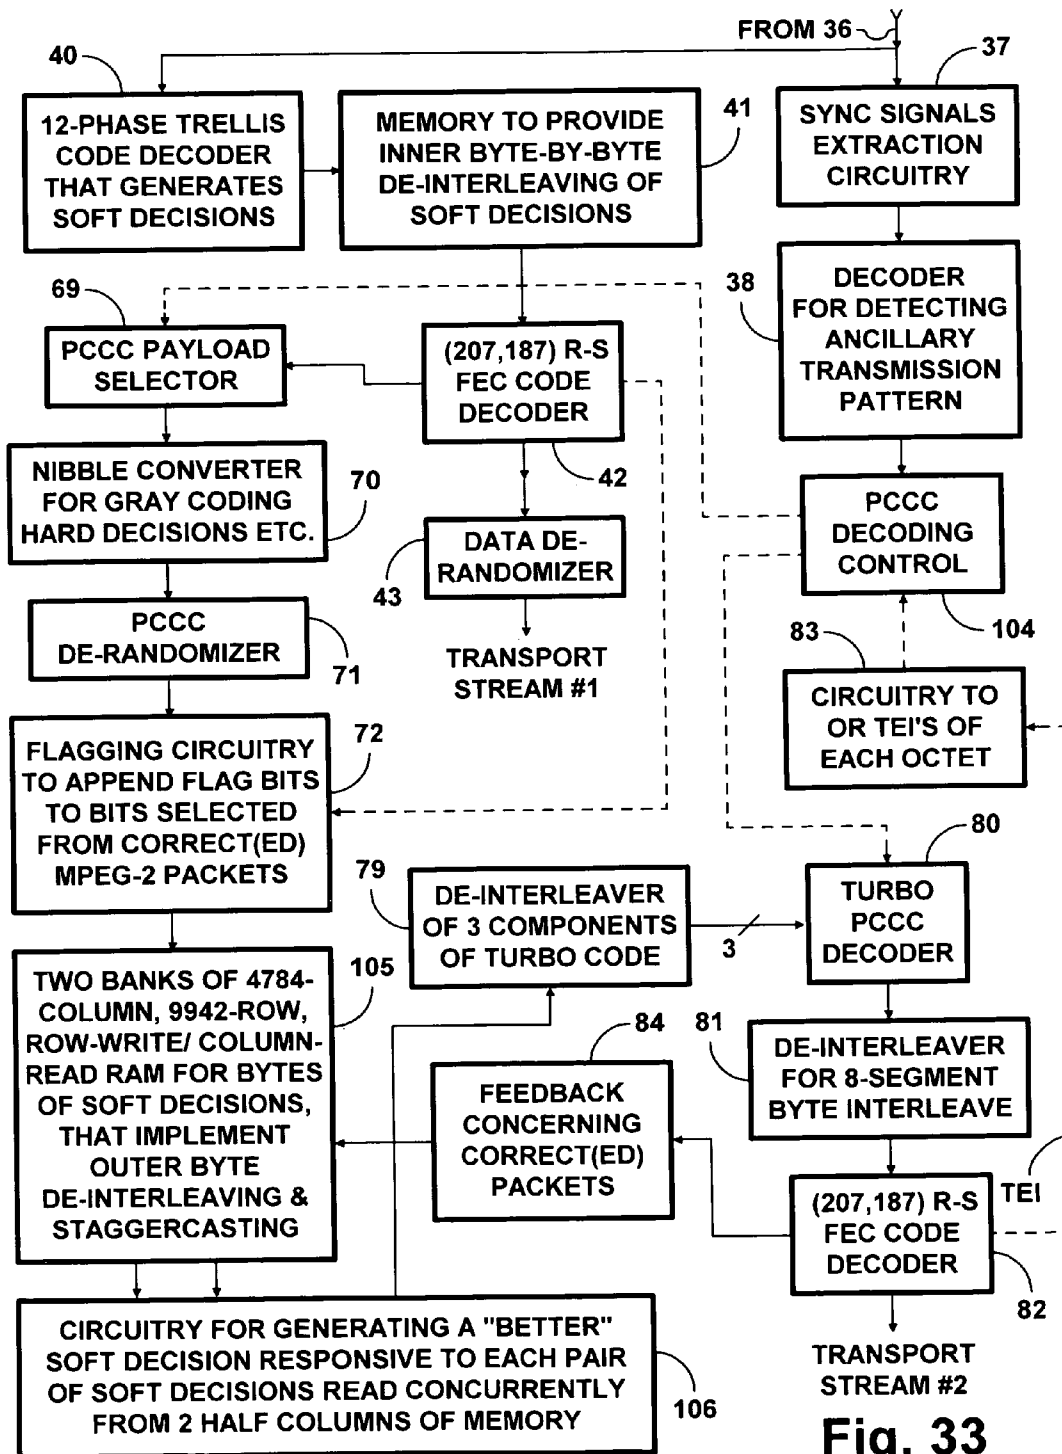 FROM 36
40
37
12-PHASE TRELLIS
CODE DECODER
THAT GENERATES
SOFT DECISIONS
MEMORY TO PROVIDE
INNER BYTE-BY-BYTE
DE-INTERLEAVING OF
SOFT DECISIONS
41
SYNC SIGNALS
EXTRACTION
CIRCUITRY
69
38
PCCC PAYLOAD
SELECTOR
(207,187) R-S
FEC CODE
DECODER
DECODER
FOR DETECTING
ANCILLARY
TRANSMISSION
PATTERN
42
NIBBLE CONVERTER
FOR GRAY CODING
HARD DECISIONS ETC.
70
DATA DE-
RANDOMIZER
43
PCCC
DECODING
CONTROL
104
PCCC
DE-RANDOMIZER
71
TRANSPORT
STREAM #1
83
CIRCUITRY TO
OR TEI'S OF
EACH OCTET
FLAGGING CIRCUITRY
TO APPEND FLAG BITS
TO BITS SELECTED
FROM CORRECT(ED)
MPEG-2 PACKETS
72
80
79
DE-INTERLEAVER
OF 3 COMPONENTS
OF TURBO CODE
3
TURBO
PCCC
DECODER
TWO BANKS OF 4784-
COLUMN, 9942-ROW,
ROW-WRITE/ COLUMN-
READ RAM FOR BYTES
OF SOFT DECISIONS,
THAT IMPLEMENT
OUTER BYTE
DE-INTERLEAVING &
STAGGERCASTING
105
84
FEEDBACK
CONCERNING
CORRECT(ED)
PACKETS
81
DE-INTERLEAVER
FOR 8-SEGMENT
BYTE INTERLEAVE
TEI
(207,187) R-S
FEC CODE
DECODER
82
CIRCUITRY FOR GENERATING A "BETTER"
SOFT DECISION RESPONSIVE TO EACH PAIR
OF SOFT DECISIONS READ CONCURRENTLY
FROM 2 HALF COLUMNS OF MEMORY
106
TRANSPORT
STREAM #2
Fig. 33